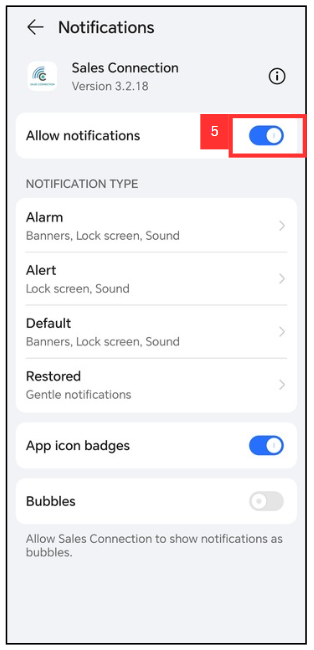 Notifications
Sales Connection
Version 3.2.18
5
Allow notifications
NOTIFICATION TYPE
Alarm
Banners, Lock screen, Sound
Alert
Lock screen, Sound
Default
Banners, Lock screen, Sound
Restored
Gentle notifications
App icon badges
Bubbles
Allow Sales Connection to show notifications as
bubbles.